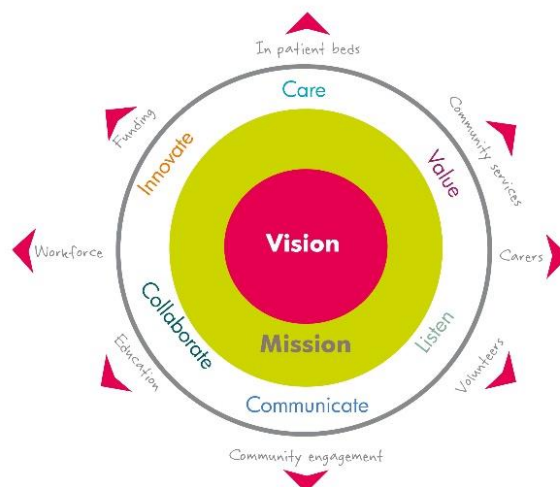 In patient beds
Care
Funding
Community services
Innovate
Value
Vision
Workforce
Carers
Collaborate
Mission
Listen
Education
Volunteers
Communicate
Community engagement